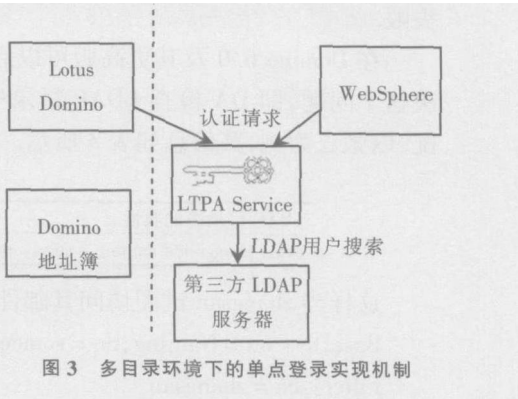 Lotus
Domino
WebSphere
认证请求
LTPA Service
Domino
地址簿
LDAP用户搜索
第三方 LDAP
服务器
图 3 多目录环境下的单点登录实现机制